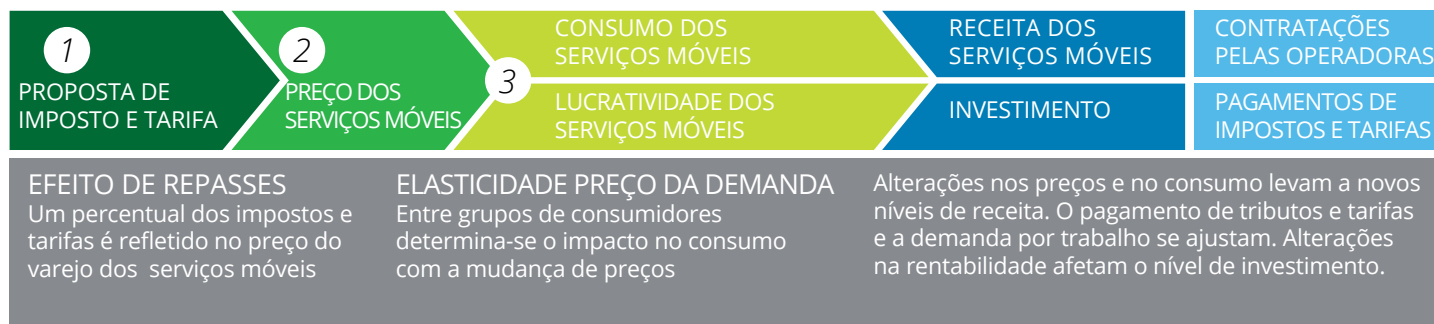 1
PROPOSTA DE
IMPOSTO E TARIFA
2
PREÇO DOS
SERVIÇOS MÓVEIS
3
CONSUMO DOS
SERVIÇOS MÓVEIS
LUCRATIVIDADE DOS
SERVIÇOS MÓVEIS
RECEITA DOS
SERVIÇOS MÓVEIS
INVESTIMENTO
CONTRATAÇÕES
PELAS OPERADORAS
PAGAMENTOS DE
IMPOSTOS E TARIFAS
EFEITO DE REPASSES
Um percentual dos impostos e
tarifas é refletido no preço do
varejo dos serviços móveis
ELASTICIDADE PREÇO DA DEMANDA
Entre grupos de consumidores
determina-se o impacto no consumo
com a mudança de preços
Alterações nos preços e no consumo levam a novos
níveis de receita. O pagamento de tributos e tarifas
e a demanda por trabalho se ajustam. Alterações
na rentabilidade afetam o nível de investimento.